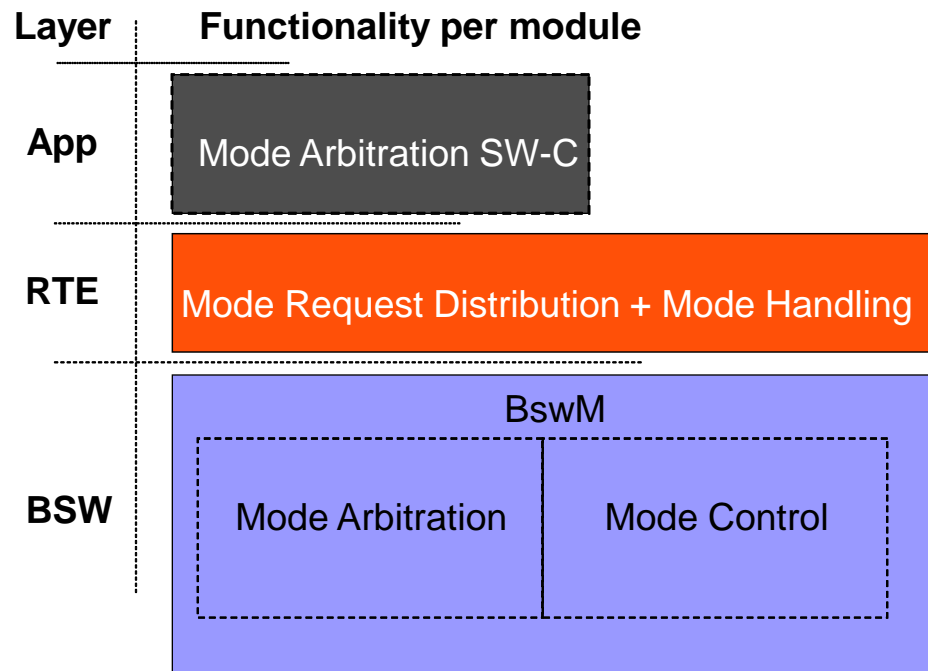 Layer Functionality per module
App
Mode Arbitration SW-C
RTE
Mode Request Distribution + Mode Handling
BswM
BSW
Mode Arbitration
Mode Control